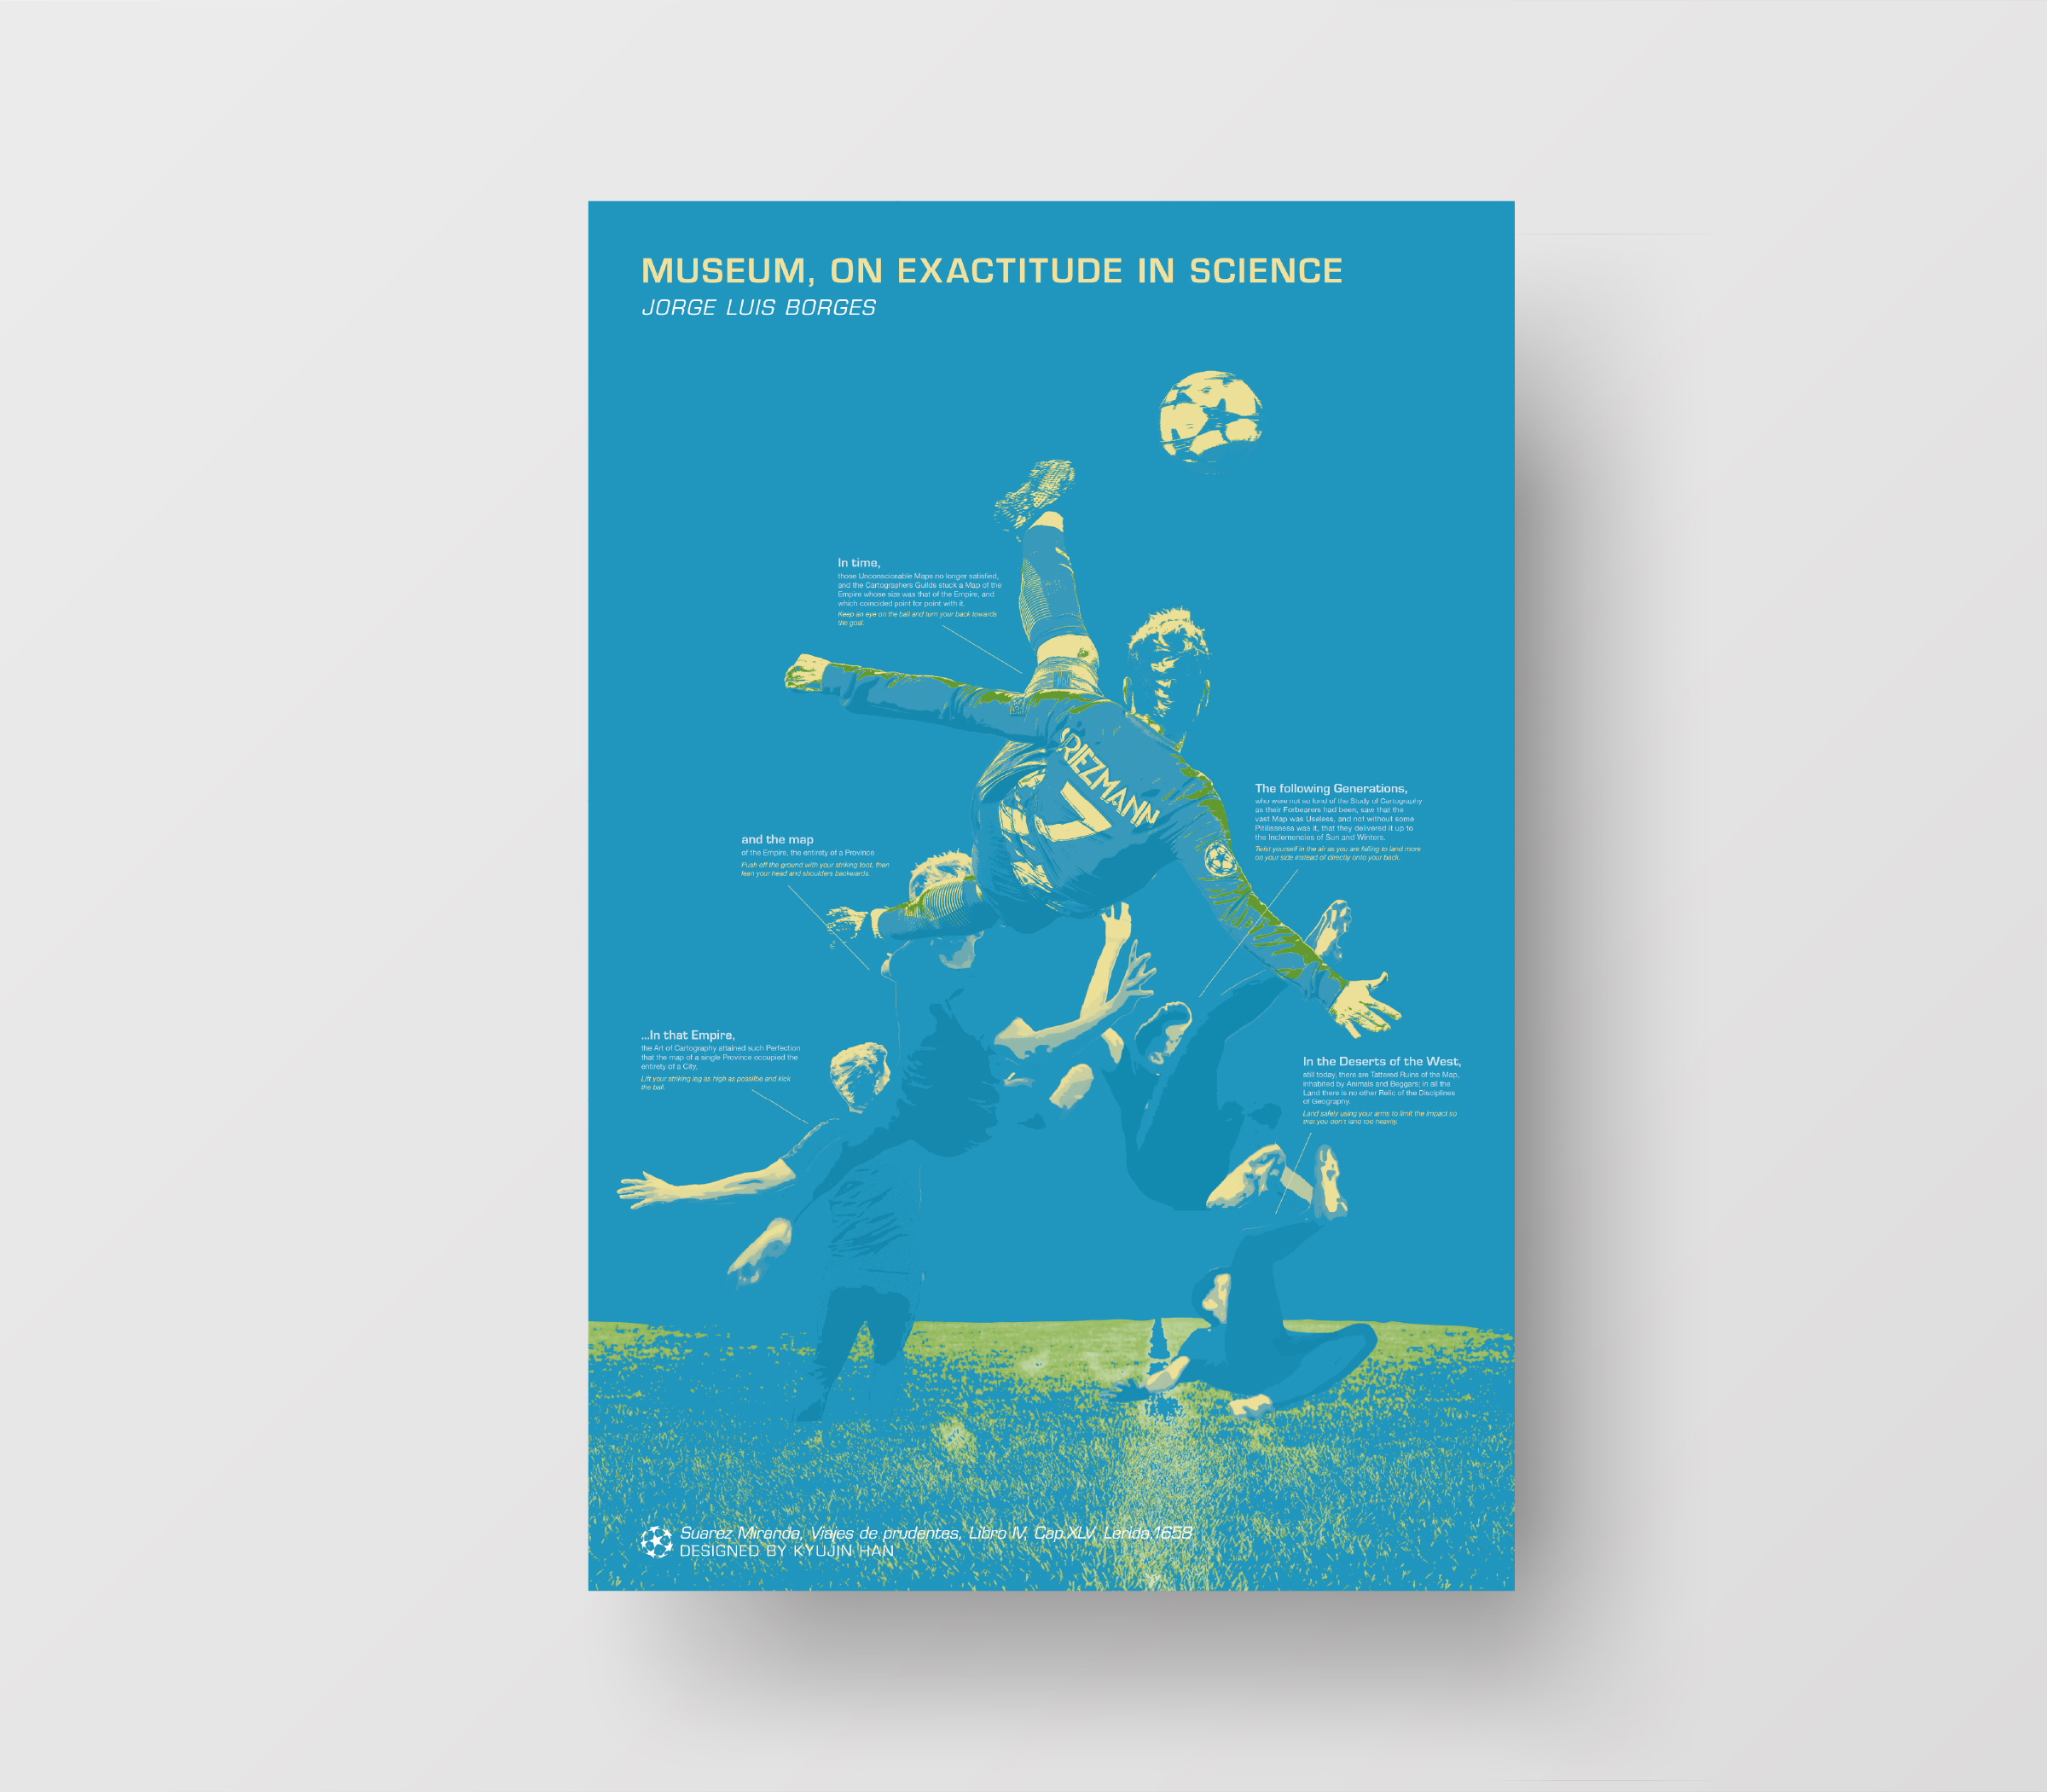 MUSEUM, ON EXACTITUDE IN SCIENCE
JORGE LUIS BORGES
In time,
those Unconscionable Maps no longer satisfied,
and the Cartographers Guilds stuck a Map of the
Empire whose size was that of the Empire, and
which coincided point for point with it.
Keep an eye on the ball and turn your back towards
the goal.
RIEZMANN
7
The following Generations,
who were not so fond of the Study of Cartography
as their Forbearers had been, saw that the
vast Map was Useless, and not without some
Pitilessness was it, that they delivered it up to
the Inclemencies of Sun and Winters.
Twist yourself in the air as you are falling to land more
on your side instead of directly onto your back.
and the map
of the Empire, the entirety of a Province
Push off the ground with your striking foot, then
lean your head and shoulders backwards.
...In that Empire,
the Art of Cartography attained such Perfection
that the map of a single Province occupied the
entirety of a City,
Lift your striking leg as high as possilbe and kick
the ball.
In the Deserts of the West,
still today, there are Tattered Ruins of the Map,
inhabited by Animals and Beggars; in all the
Land there is no other Relic of the Disciplines
of Geography.
Land safely using your arms to limit the impact so
that you don't land too heavily.
Suarez Miranda, Viajes de prudentes, Libro IV, Cap.XLV, Lerida,1658
DESIGNED BY KYUJIN HAN